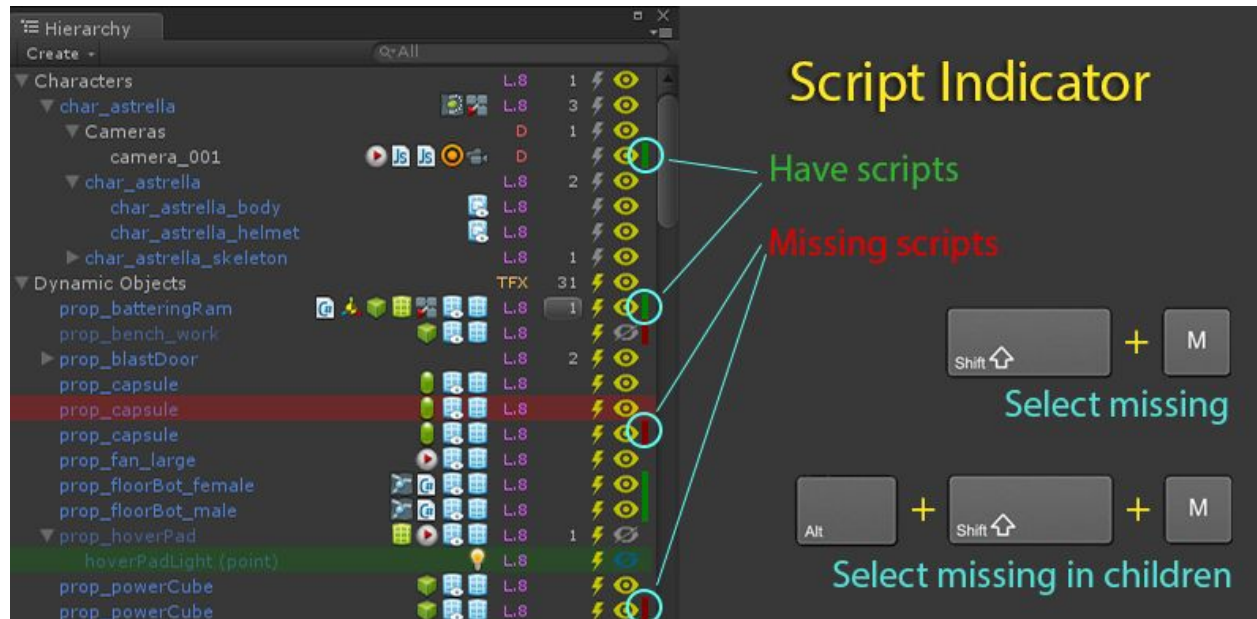 Hierarchy
Create
All
Characters L.8 1
char_astrella L.8 3
Cameras D 1
camera_001 Js Js D
char_astrella L.8 2
char_astrella_body L.8
char_astrella_helmet L.8
char_astrella_skeleton L.8 1
Dynamic Objects TFX 31
prop_batteringRam C# L.8 1
prop_bench_work L.8
prop_blastDoor L.8 2
prop_capsule L.8
prop_capsule L.8
prop_capsule L.8
prop_fan_large L.8
prop_floorBot_female C# L.8
prop_floorBot_male C# L.8
prop_hoverPad L.8 1
hoverPadLight (point) L.8
prop_powerCube L.8
prop_powerCube L.8
Script Indicator
Have scripts
Missing scripts
Shift + M
Select missing
Alt + Shift + M
Select missing in children